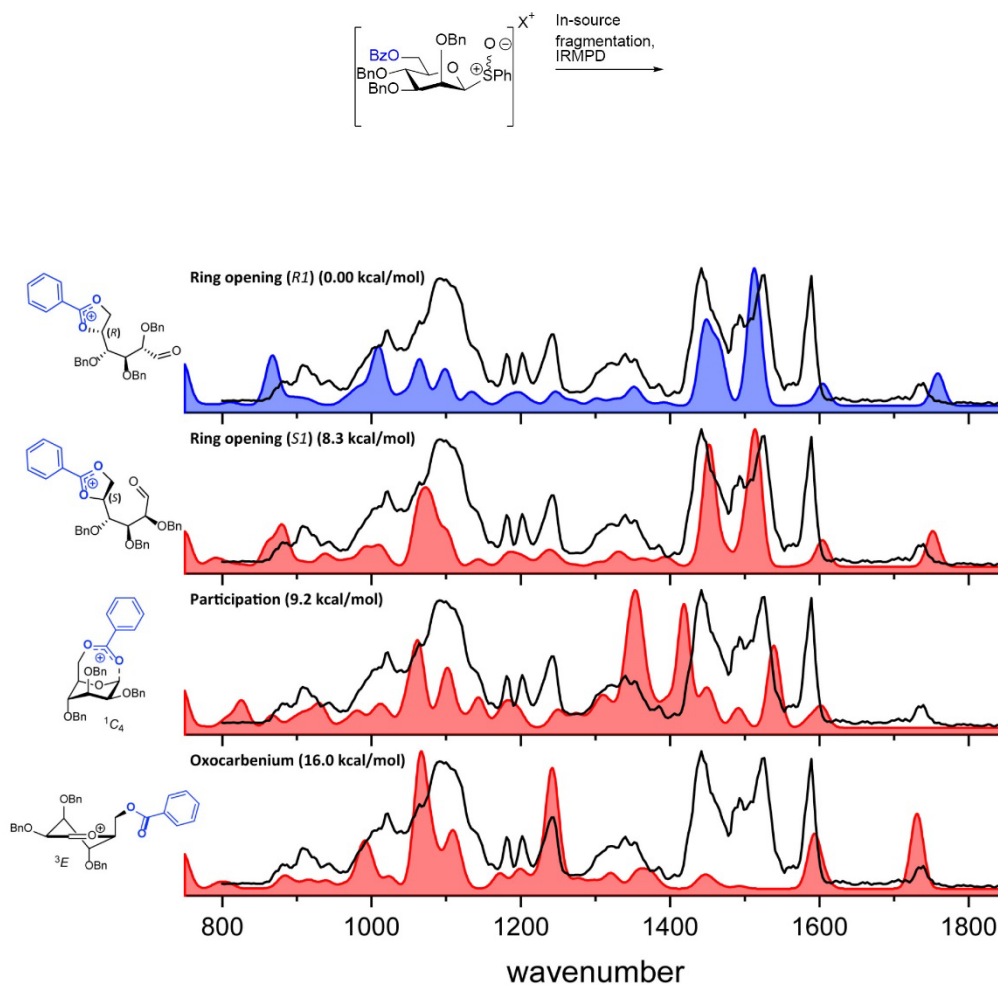 X+
In-source
fragmentation,
IRMPD
OBn
O ⊖
BzO
BnO
O
⊕
SPh
BnO
Ring opening (R1) (0.00 kcal/mol)
O
⊕
O
(R)
OBn
O
BnO
OBn
Ring opening (S1) (8.3 kcal/mol)
O
⊕
O
(S)
O
BnO
OBn
OBn
Participation (9.2 kcal/mol)
O
⊕
O
OBn
O
OBn
OBn
1C4
Oxocarbenium (16.0 kcal/mol)
OBn
O
BnO
O
⊕
O
3E
OBn
800 1000 1200 1400 1600 1800
wavenumber